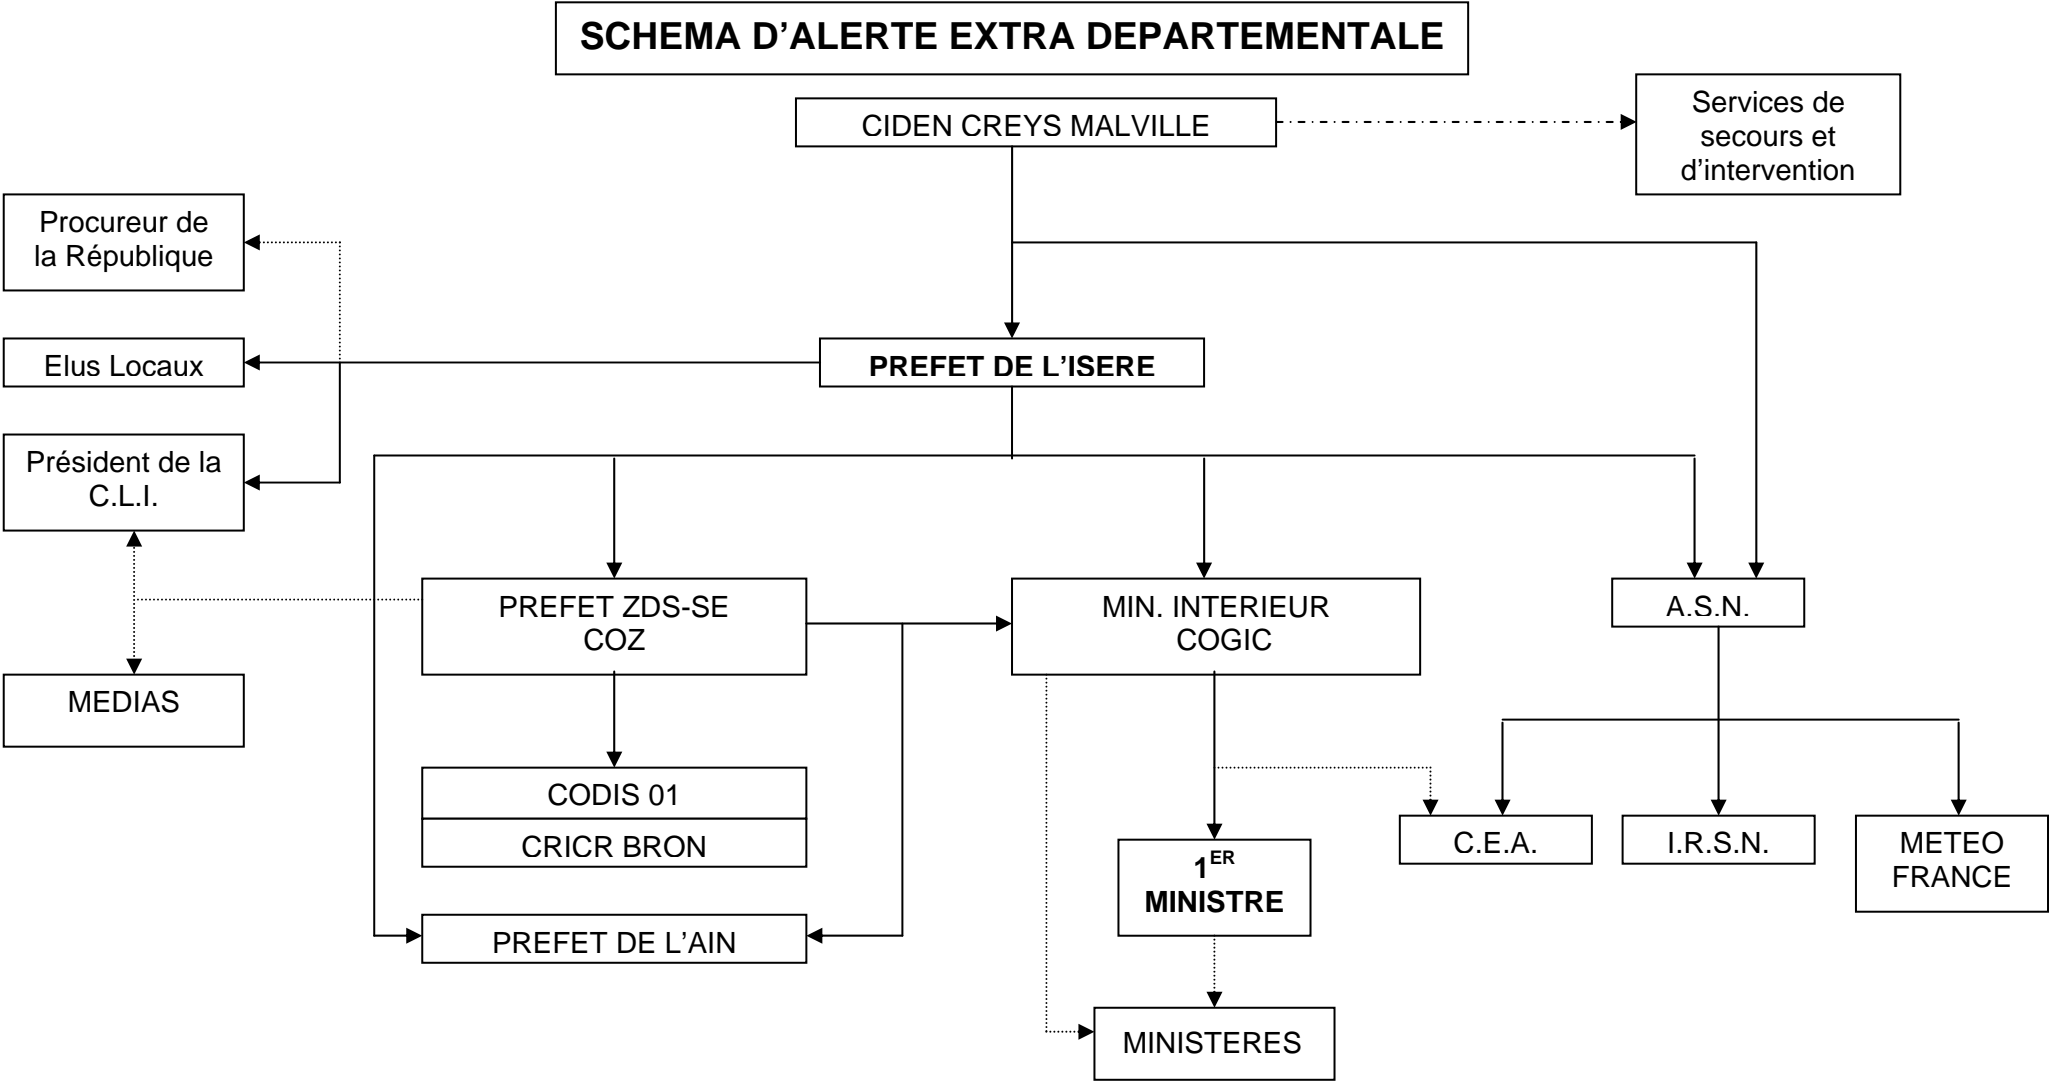 SCHEMA D’ALERTE EXTRA DEPARTEMENTALE
CIDEN CREYS MALVILLE
Services de
secours et
d’intervention
Procureur de
la République
Elus Locaux
PREFET DE L’ISERE
Président de la
C.L.I.
PREFET ZDS-SE
COZ
MIN. INTERIEUR
COGIC
A.S.N.
MEDIAS
CODIS 01
CRICR BRON
1ER
MINISTRE
C.E.A.
I.R.S.N.
METEO
FRANCE
PREFET DE L’AIN
MINISTERES